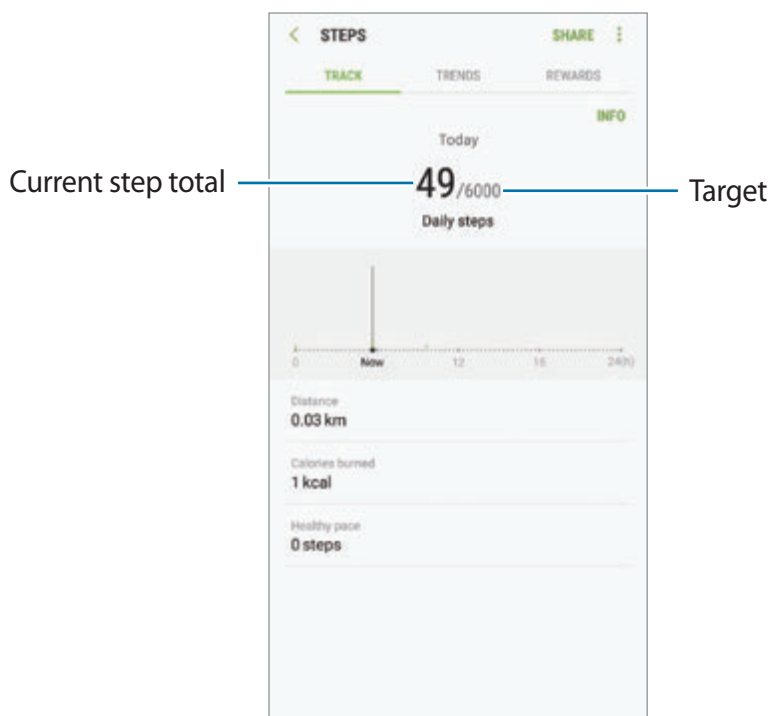 STEPS SHARE
TRACK TRENDS REWARDS
INFO
Today
Current step total 49/6000 Target
Daily steps
0 Now 12 18 24(h)
Distance
0.03 km
Calories burned
1 kcal
Healthy pace
0 steps